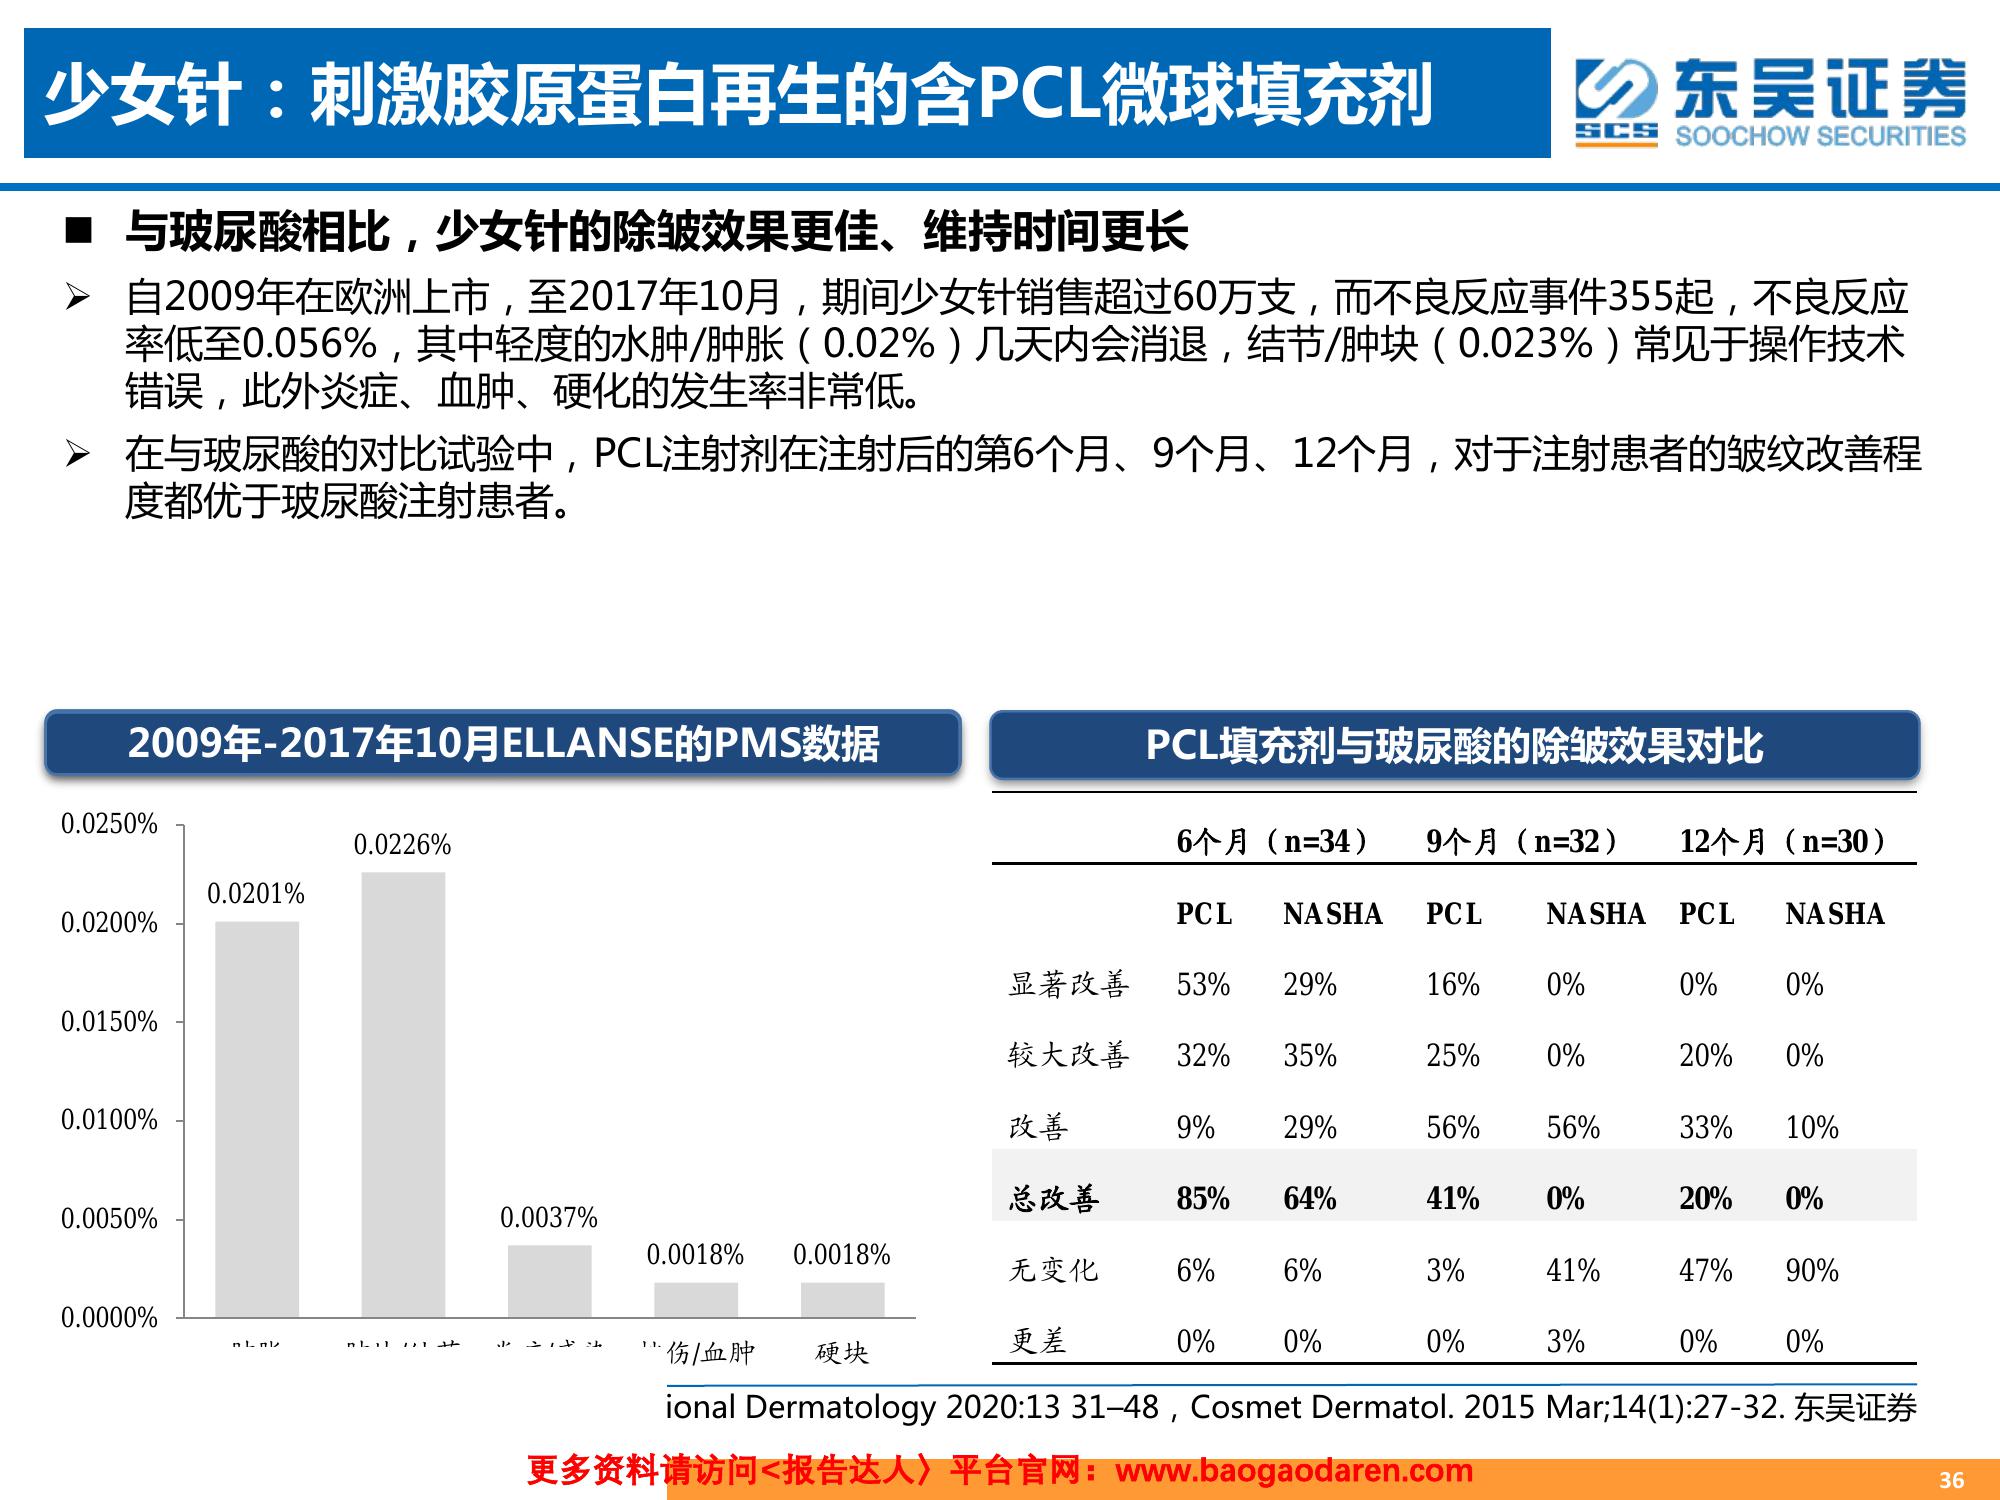 少女针：刺激胶原蛋白再生的含PCL微球填充剂
SCS
东吴证券
SOOCHOW SECURITIES
■ 与玻尿酸相比，少女针的除皱效果更佳、维持时间更长
➢ 自2009年在欧洲上市，至2017年10月，期间少女针销售超过60万支，而不良反应事件355起，不良反应
率低至0.056%，其中轻度的水肿/肿胀（0.02%）几天内会消退，结节/肿块（0.023%）常见于操作技术
错误，此外炎症、血肿、硬化的发生率非常低。
➢ 在与玻尿酸的对比试验中，PCL注射剂在注射后的第6个月、9个月、12个月，对于注射患者的皱纹改善程
度都优于玻尿酸注射患者。
2009年-2017年10月ELLANSE的PMS数据
0.0250%
0.0200%
0.0150%
0.0100%
0.0050%
0.0000%
0.0201%
0.0226%
0.0037%
0.0018%
0.0018%
伤/血肿
硬块
PCL填充剂与玻尿酸的除皱效果对比
6个月（n=34） 9个月（n=32） 12个月（n=30）
PCL NASHA PCL NASHA PCL NASHA
显著改善 53% 29% 16% 0% 0% 0%
较大改善 32% 35% 25% 0% 20% 0%
改善 9% 29% 56% 56% 33% 10%
总改善 85% 64% 41% 0% 20% 0%
无变化 6% 6% 3% 41% 47% 90%
更差 0% 0% 0% 3% 0% 0%
ional Dermatology 2020:13 31–48，Cosmet Dermatol. 2015 Mar;14(1):27-32. 东吴证券
更多资料请访问<报告达人〉平台官网：www.baogaodaren.com
36